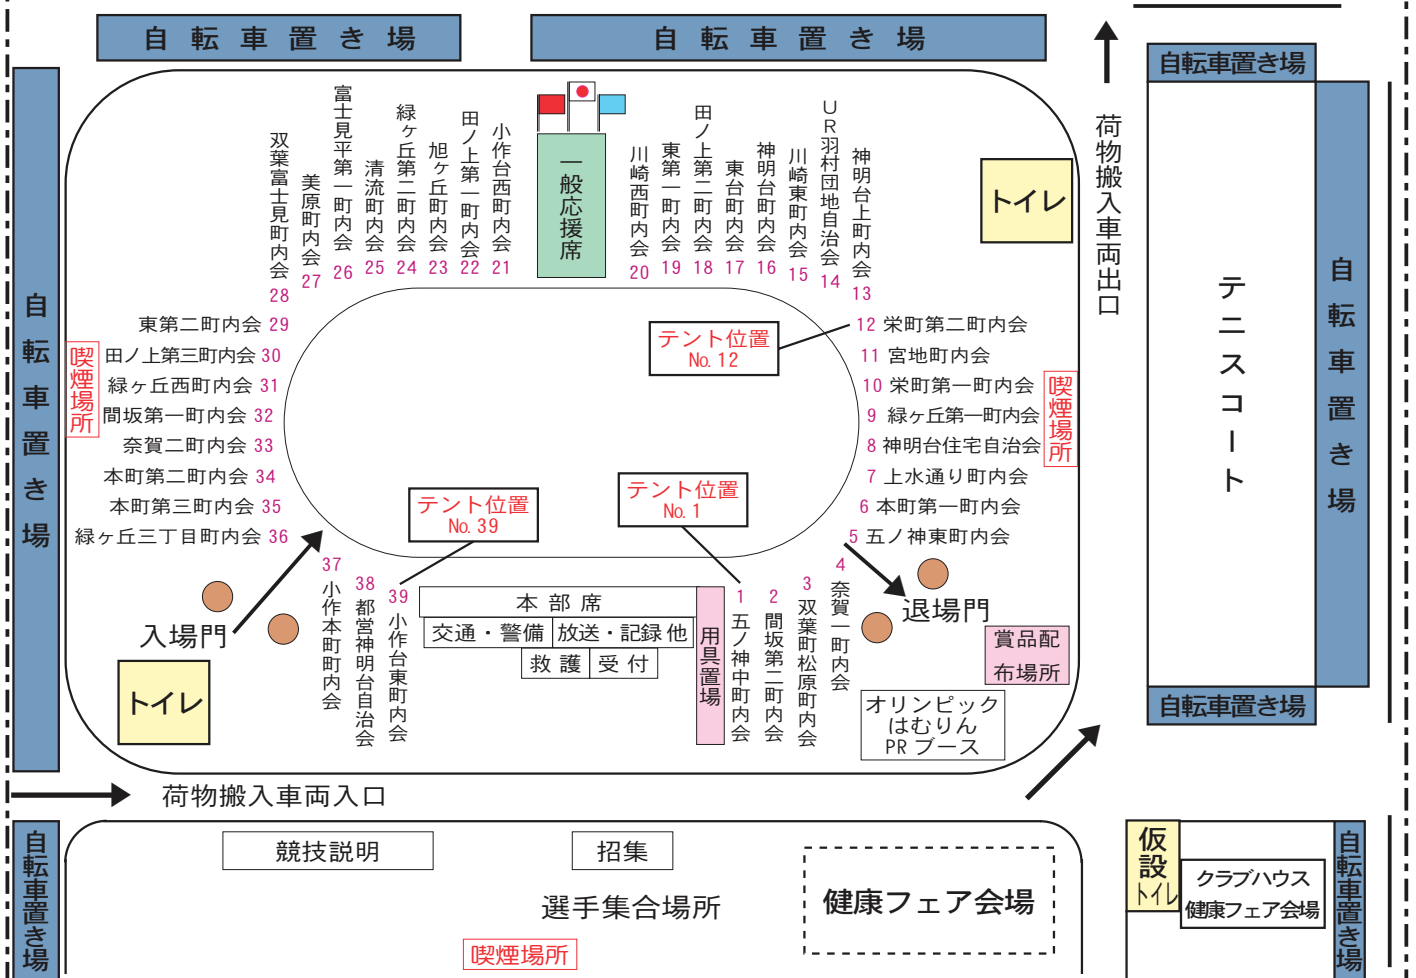 自転車置き場
自転車置き場
自転車置き場
自転車置き場
荷物搬入車両出口
自転車置き場
テニスコート
自転車置き場
自転車置き場
一般応援席
トイレ
双葉富士見町内会 28
美原町内会 27
富士見平第一町内会 26
清流町内会 25
緑ヶ丘第二町内会 24
旭ヶ丘町内会 23
田ノ上第一町内会 22
小作台西町内会 21
川崎西町内会 20
東第一町内会 19
田ノ上第二町内会 18
東台町内会 17
神明台町内会 16
川崎東町内会 15
UR羽村団地自治会 14
神明台上町内会 13
東第二町内会 29
田ノ上第三町内会 30
緑ヶ丘西町内会 31
間坂第一町内会 32
奈賀二町内会 33
本町第二町内会 34
本町第三町内会 35
緑ヶ丘三丁目町内会 36
喫煙場所
テント位置
No.12
12 栄町第二町内会
11 宮地町内会
10 栄町第一町内会
9 緑ヶ丘第一町内会
8 神明台住宅自治会
7 上水通り町内会
6 本町第一町内会
5 五ノ神東町内会
喫煙場所
テント位置
No.39
テント位置
No.1
37 小作本町町内会
38 都営神明台自治会
39 小作台東町内会
本部席
交通・警備
放送・記録他
救護
受付
用具置場
1 五ノ神中町内会
2 間坂第二町内会
3 双葉町松原町内会
4 奈賀一町内会
入場門
トイレ
退場門
賞品配
布場所
オリンピック
はむりん
PRブース
荷物搬入車両入口
自転車置き場
競技説明
招集
選手集合場所
喫煙場所
健康フェア会場
仮設
トイレ
クラブハウス
健康フェア会場
自転車置き場